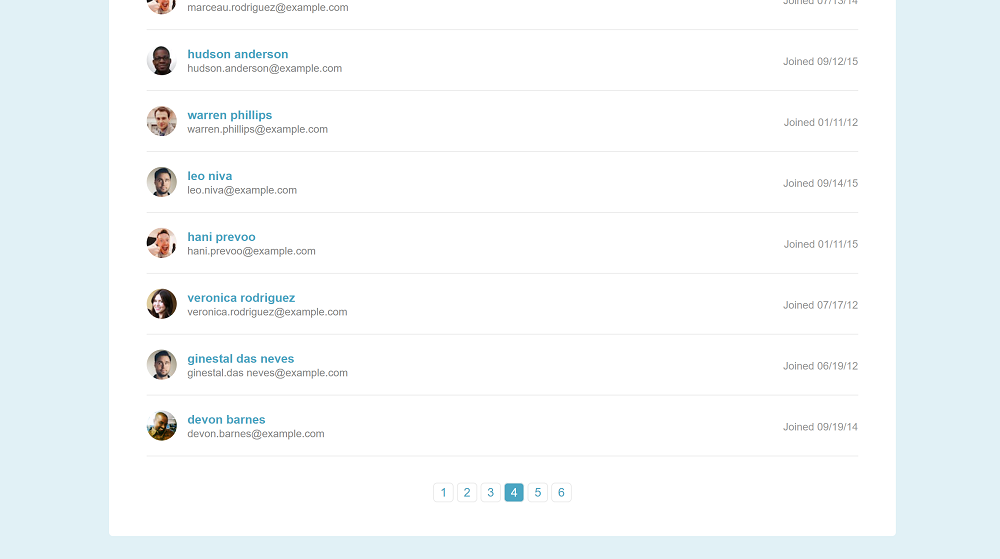 marceau.rodriguez@example.com
Joined 07/13/14
hudson anderson
hudson.anderson@example.com
Joined 09/12/15
warren phillips
warren.phillips@example.com
Joined 01/11/12
leo niva
leo.niva@example.com
Joined 09/14/15
hani prevoo
hani.prevoo@example.com
Joined 01/11/15
veronica rodriguez
veronica.rodriguez@example.com
Joined 07/17/12
ginestal das neves
ginestal.das neves@example.com
Joined 06/19/12
devon barnes
devon.barnes@example.com
Joined 09/19/14
1 2 3 4 5 6